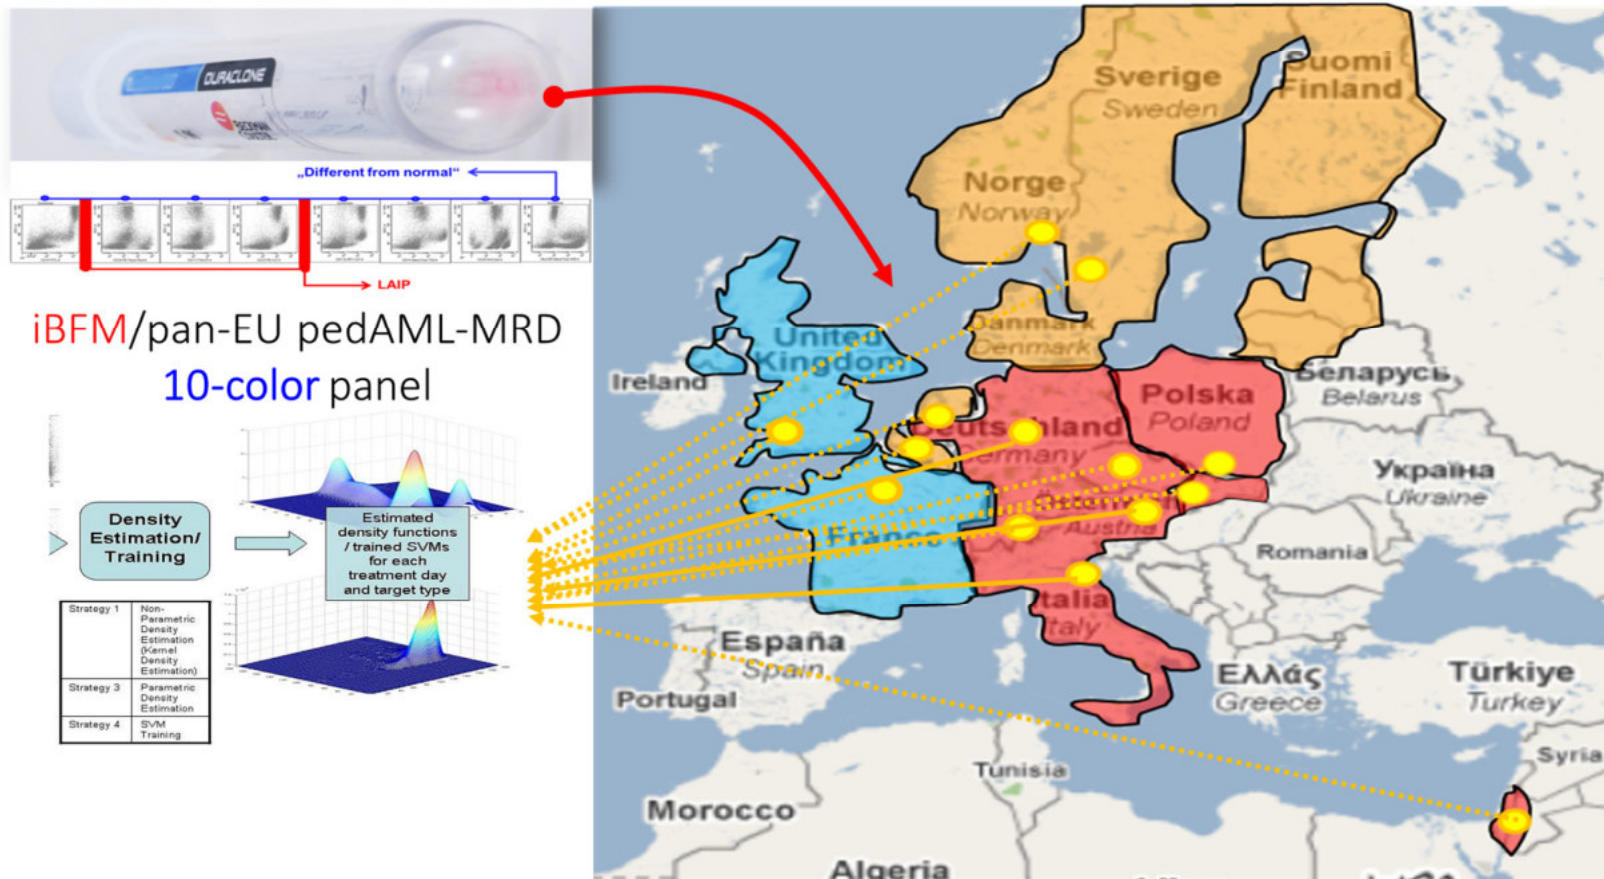 DURACLONE
„Different from normal“
LAIP
iBFM/pan-EU pedAML-MRD
10-color panel
Density
Estimation/
Training
Estimated
density functions
/ trained SVMs
for each
treatment day
and target type
Strategy 1
Non-
Parametric
Density
Estimation
(Kernel
Density
Estimation)
Strategy 3
Parametric
Density
Estimation
Strategy 4
SVM
Training
Sverige
Sweden
Suomi
Finland
Norge
Norway
Danmark
Denmark
United
Kingdom
Ireland
Polska
Poland
Беларусь
Belarus
Deutschland
Germany
Україна
Ukraine
Austria
France
Romania
Italia
Italy
España
Spain
Portugal
Ελλάς
Greece
Türkiye
Turkey
Syria
Tunisia
Morocco
Algeria